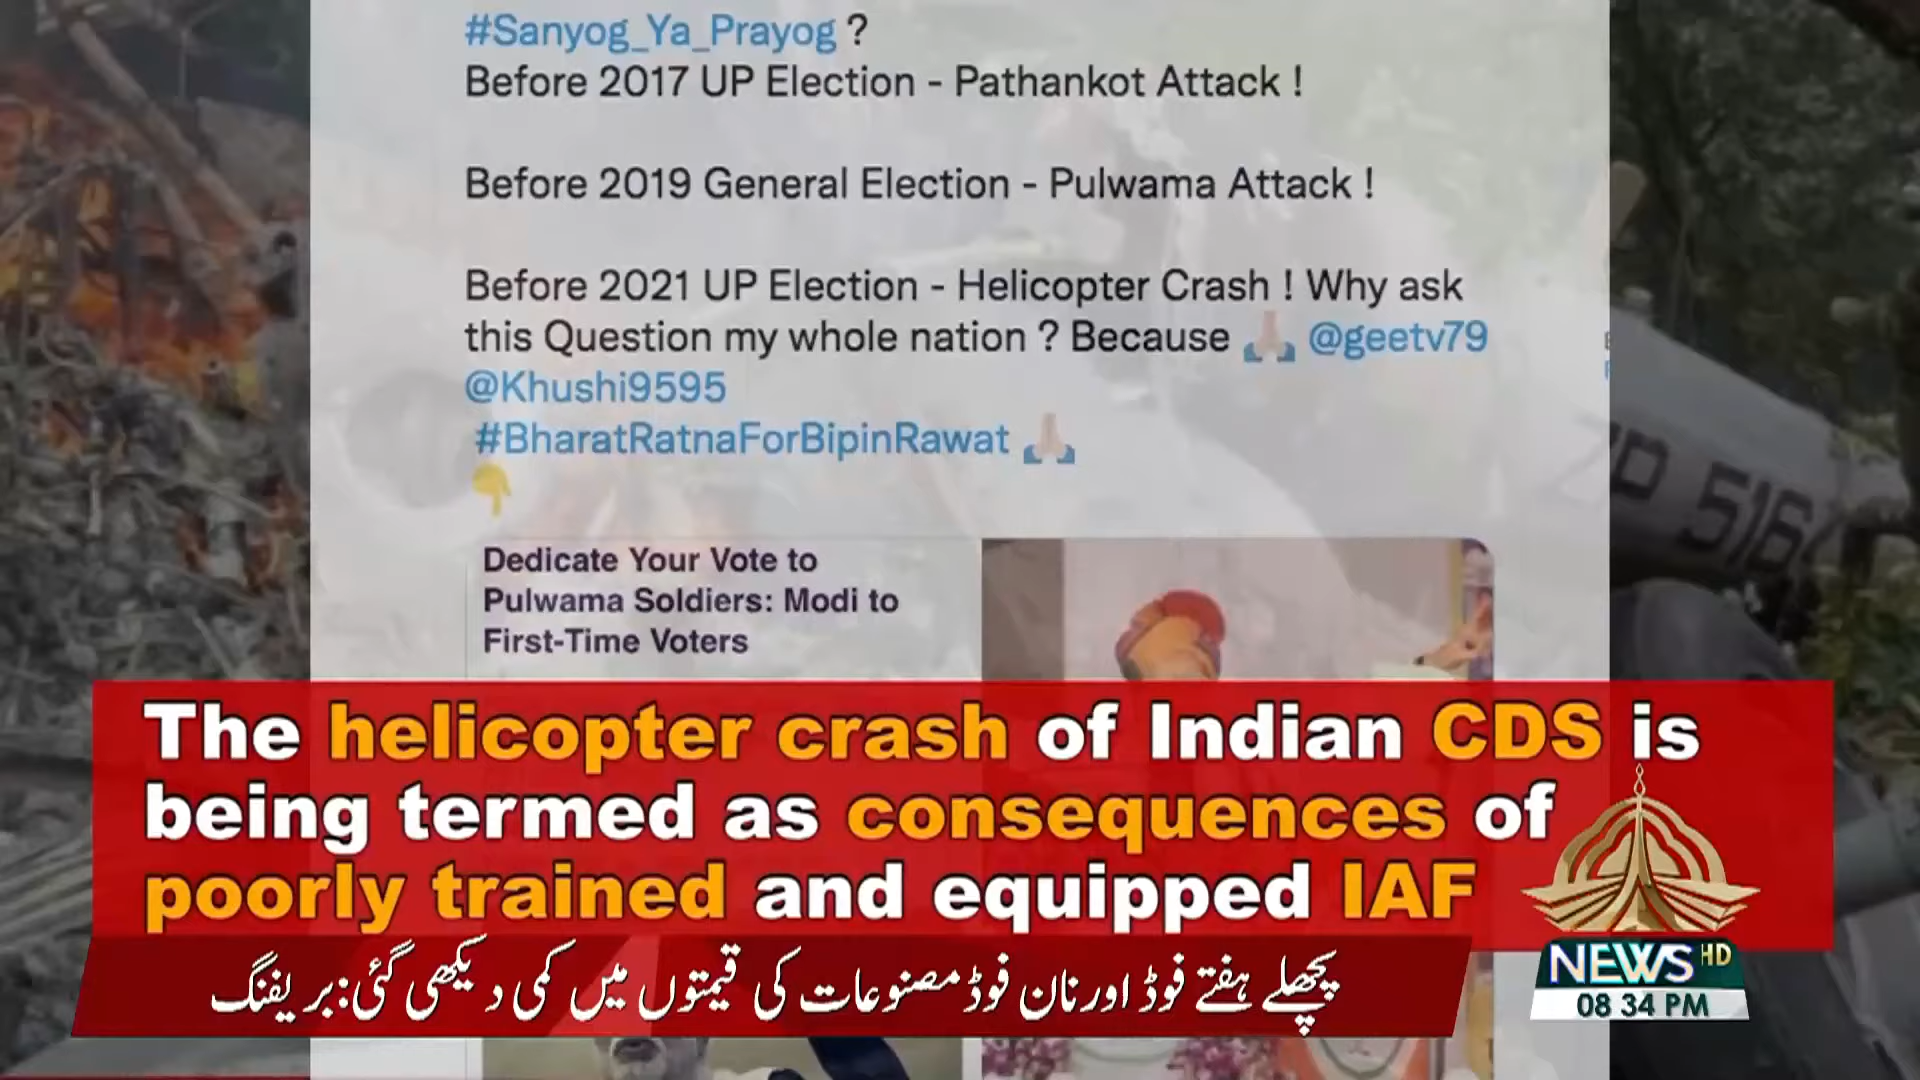 #Sanyog_Ya_Prayog ?
Before 2017 UP Election - Pathankot Attack !
Before 2019 General Election - Pulwama Attack !
Before 2021 UP Election - Helicopter Crash ! Why ask
this Question my whole nation ? Because 🙏 @geetv79
@Khushi9595
#BharatRatnaForBipinRawat 🙏
👇
Dedicate Your Vote to
Pulwama Soldiers: Modi to
First-Time Voters
516
The helicopter crash of Indian CDS is
being termed as consequences of
poorly trained and equipped IAF
پچھلے ہفتے فوڈ اور نان فوڈ مصنوعات کی قیمتوں میں کمی دیکھی گئی: بریفنگ
NEWS HD
08 34 PM